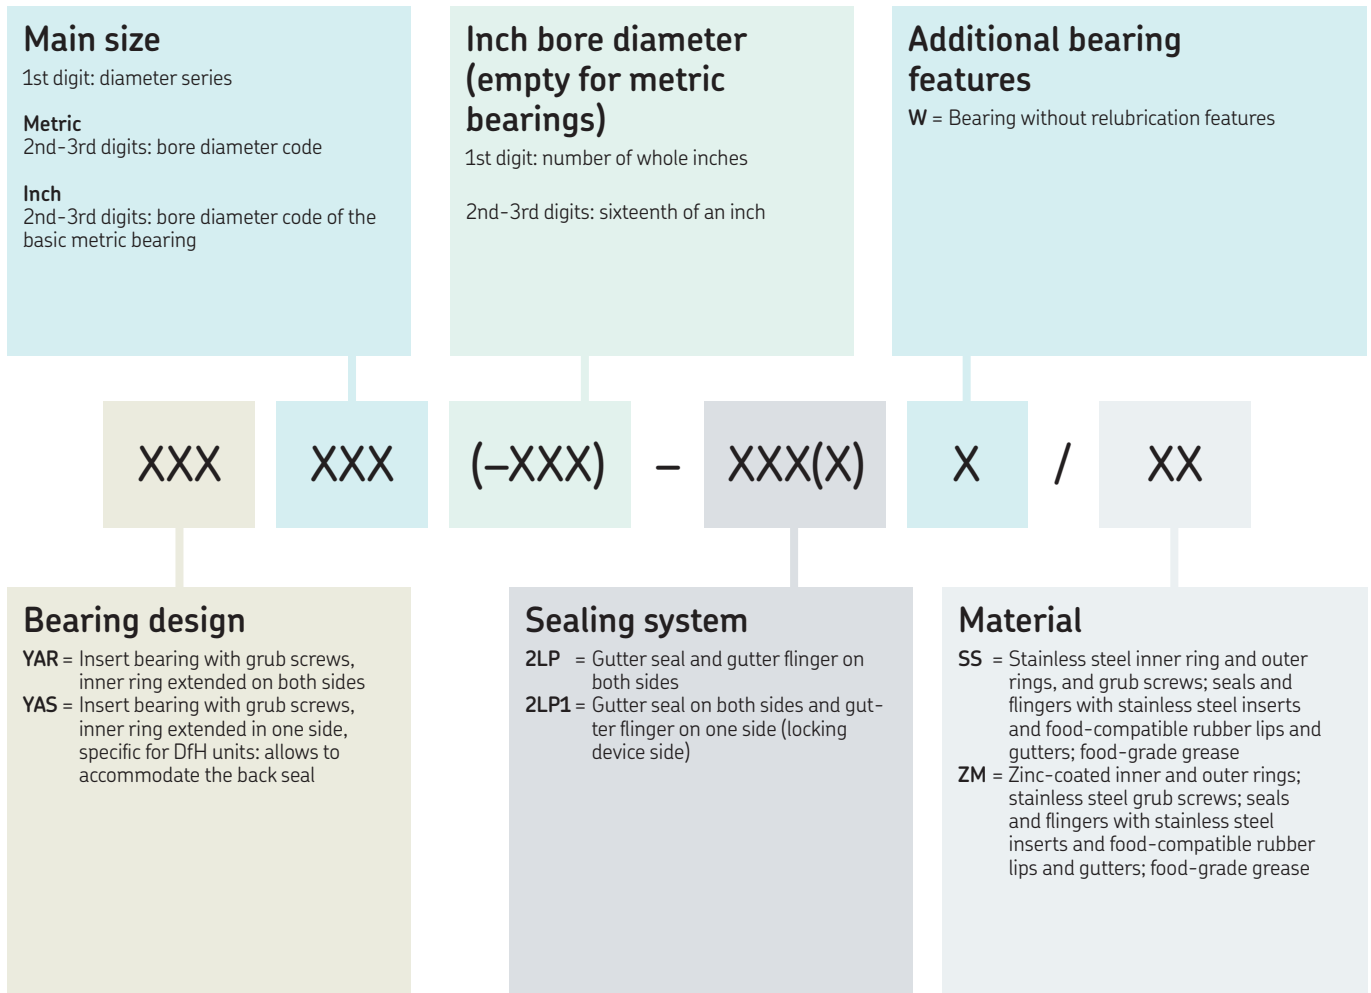 Main size
1st digit: diameter series
Metric
2nd-3rd digits: bore diameter code
Inch
2nd-3rd digits: bore diameter code of the
basic metric bearing
Inch bore diameter
(empty for metric
bearings)
1st digit: number of whole inches
2nd-3rd digits: sixteenth of an inch
Additional bearing
features
W = Bearing without relubrication features
XXX XXX (–XXX) – XXX(X) X / XX
Bearing design
YAR = Insert bearing with grub screws,
inner ring extended on both sides
YAS = Insert bearing with grub screws,
inner ring extended in one side,
specific for DfH units: allows to
accommodate the back seal
Sealing system
2LP = Gutter seal and gutter flinger on
both sides
2LP1 = Gutter seal on both sides and gut-
ter flinger on one side (locking
device side)
Material
SS = Stainless steel inner ring and outer
rings, and grub screws; seals and
flingers with stainless steel inserts
and food-compatible rubber lips and
gutters; food-grade grease
ZM = Zinc-coated inner and outer rings;
stainless steel grub screws; seals
and flingers with stainless steel
inserts and food-compatible rubber
lips and gutters; food-grade grease